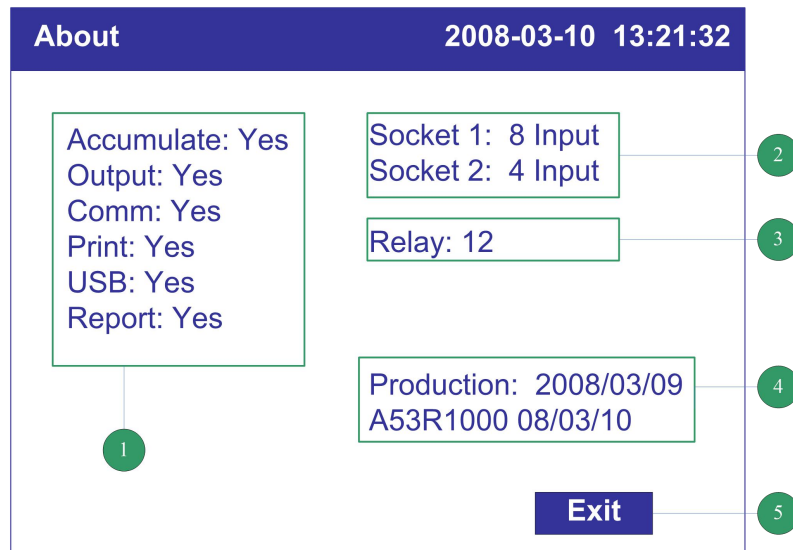 About 2008-03-10 13:21:32
Accumulate: Yes
Output: Yes
Comm: Yes
Print: Yes
USB: Yes
Report: Yes
1
Socket 1: 8 Input
Socket 2: 4 Input
2
Relay: 12
3
Production: 2008/03/09
A53R1000 08/03/10
4
Exit
5